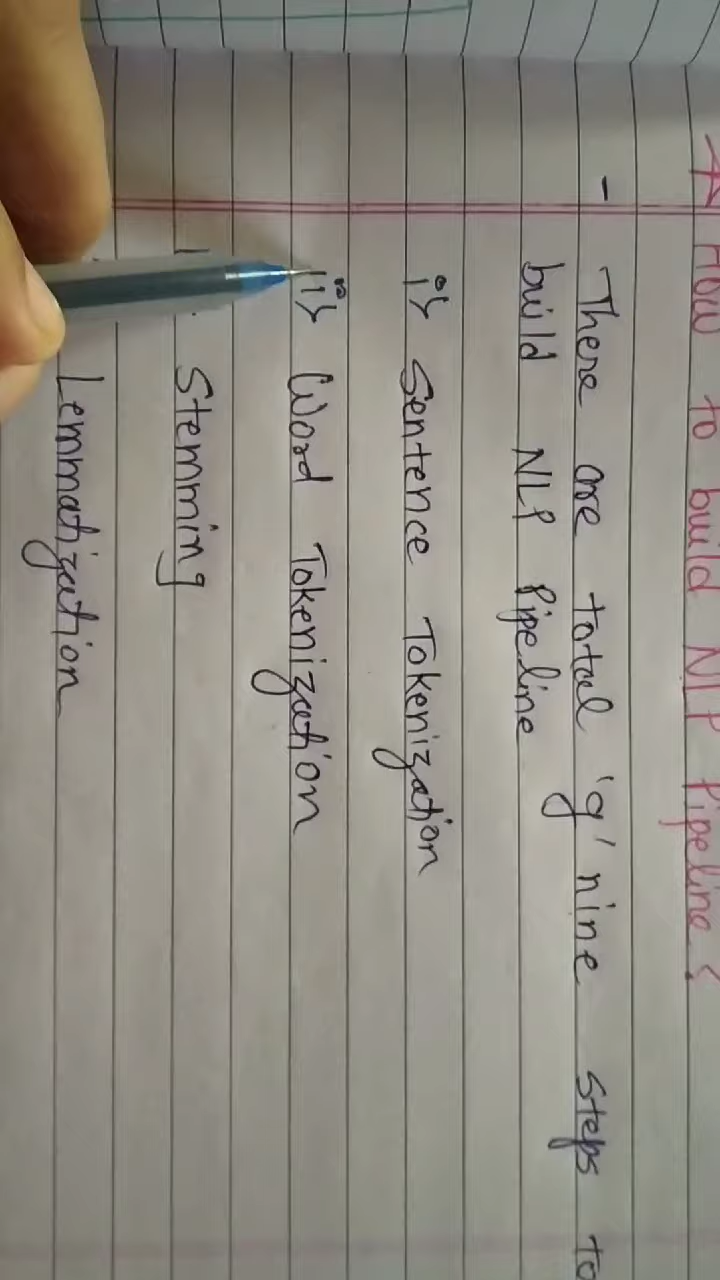 How to build NLP Pipeline?
- There are total '9' nine steps to
build NLP Pipeline
i> Sentence Tokenization
ii> Word Tokenization
Stemming
Lemmatization